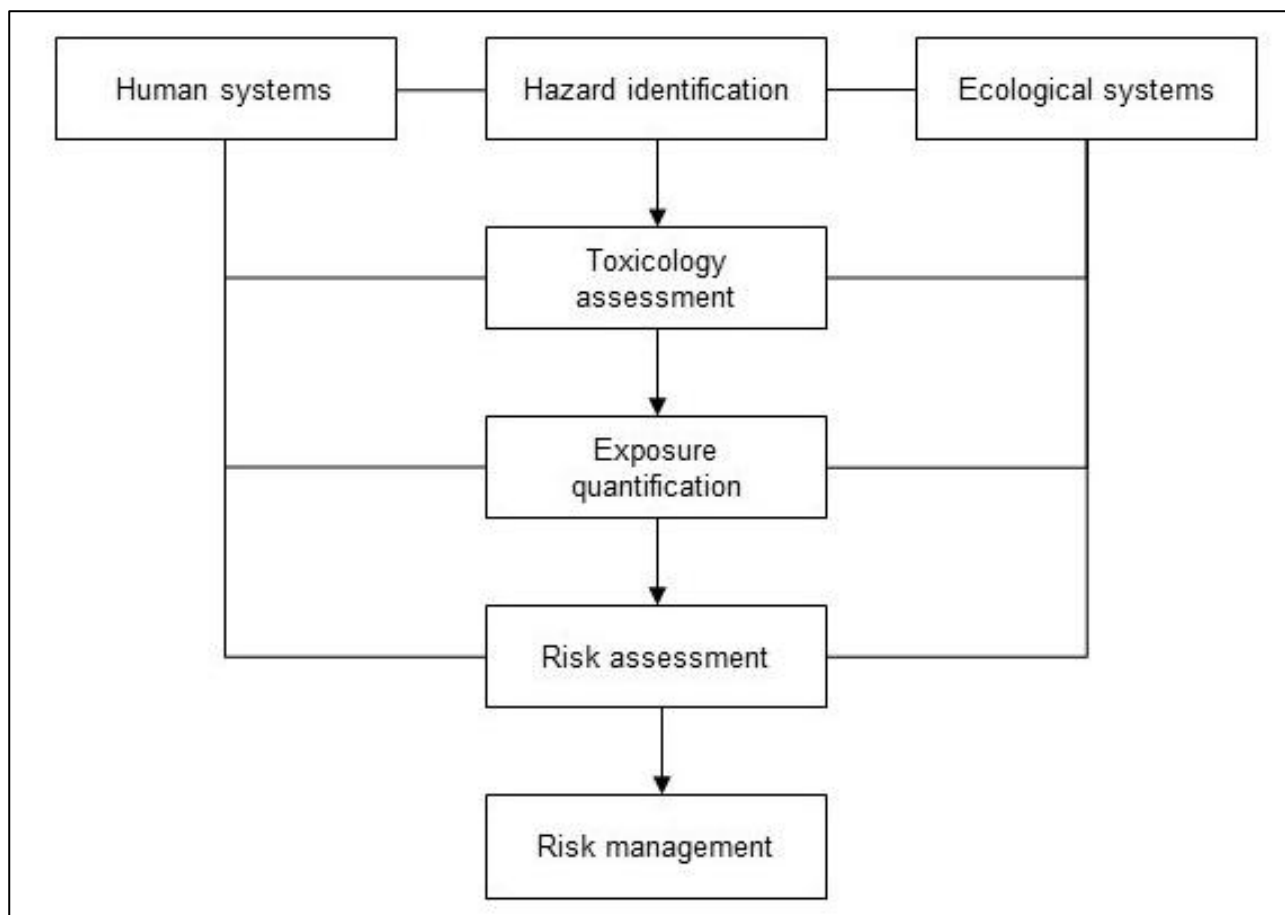 Human systems
Hazard identification
Ecological systems
Toxicology
assessment
Exposure
quantification
Risk assessment
Risk management